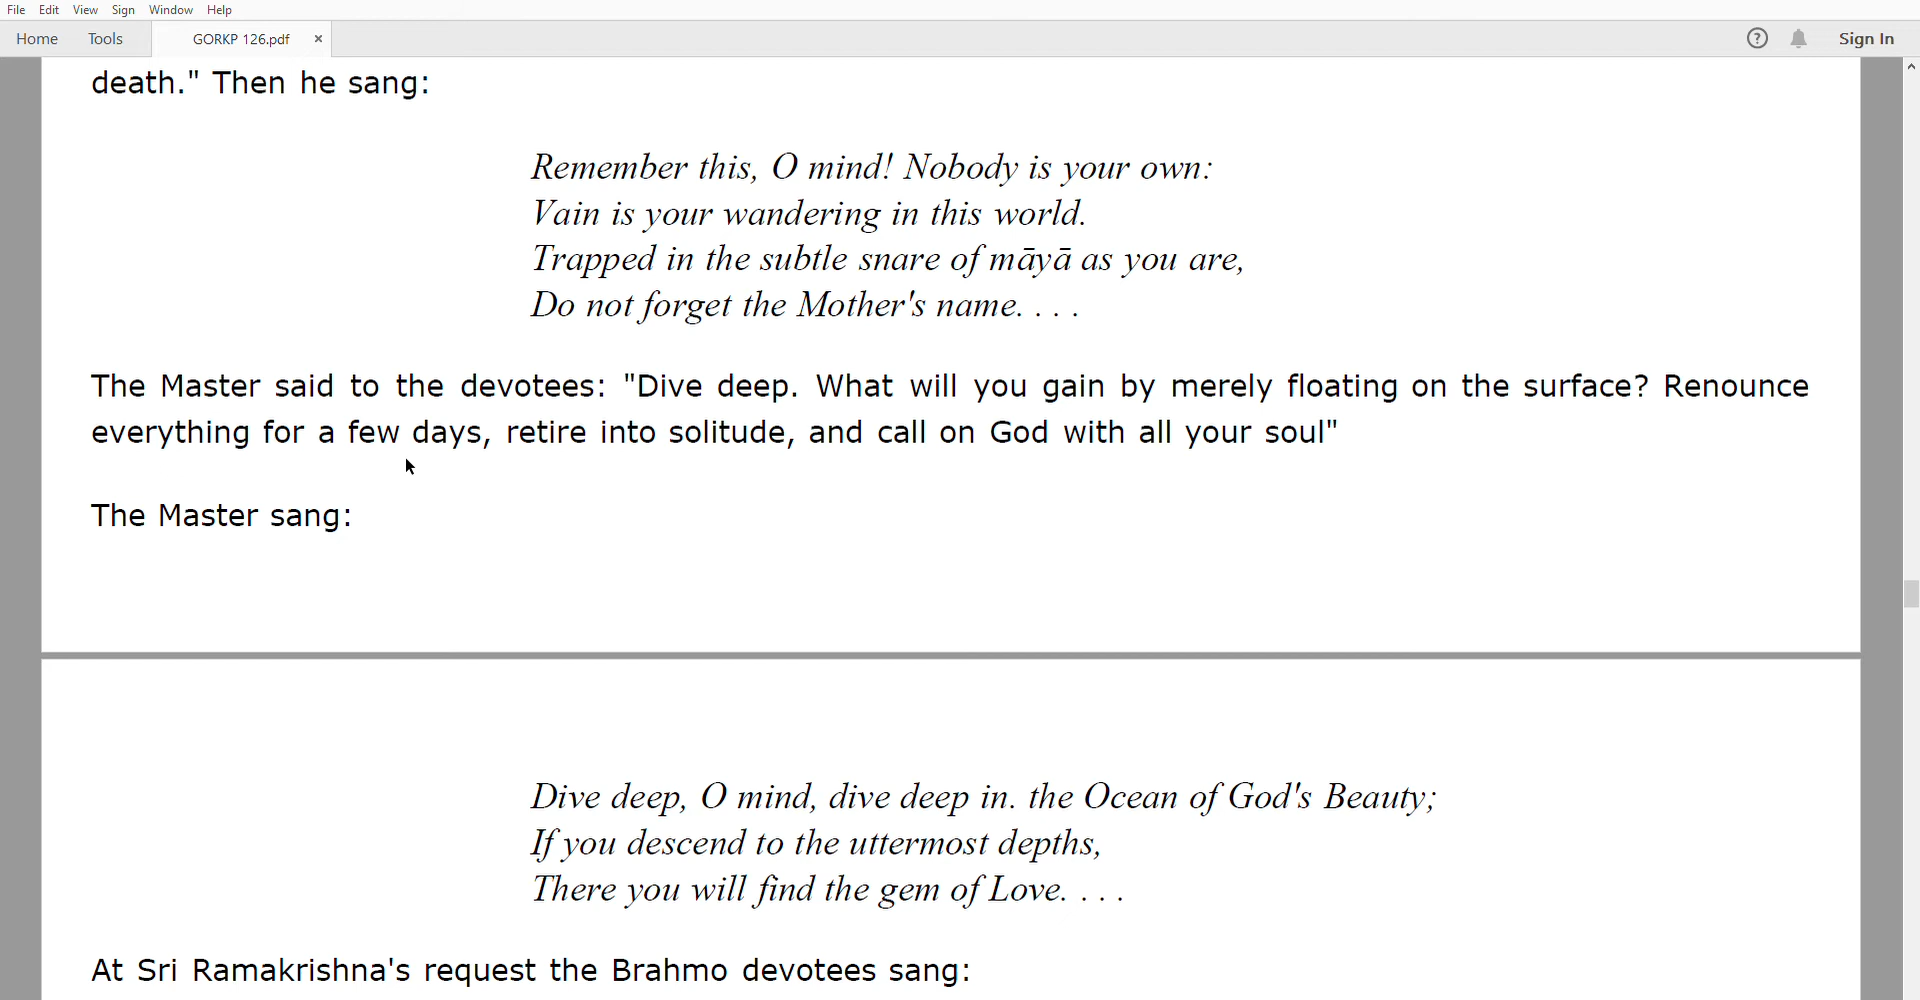 File Edit View Sign Window Help
Home Tools GORKP 126.pdf × ? Sign In
death." Then he sang:
Remember this, O mind! Nobody is your own:
Vain is your wandering in this world.
Trapped in the subtle snare of māyā as you are,
Do not forget the Mother's name. . . .
The Master said to the devotees: "Dive deep. What will you gain by merely floating on the surface? Renounce
everything for a few days, retire into solitude, and call on God with all your soul"
The Master sang:
Dive deep, O mind, dive deep in. the Ocean of God's Beauty;
If you descend to the uttermost depths,
There you will find the gem of Love. . . .
At Sri Ramakrishna's request the Brahmo devotees sang: